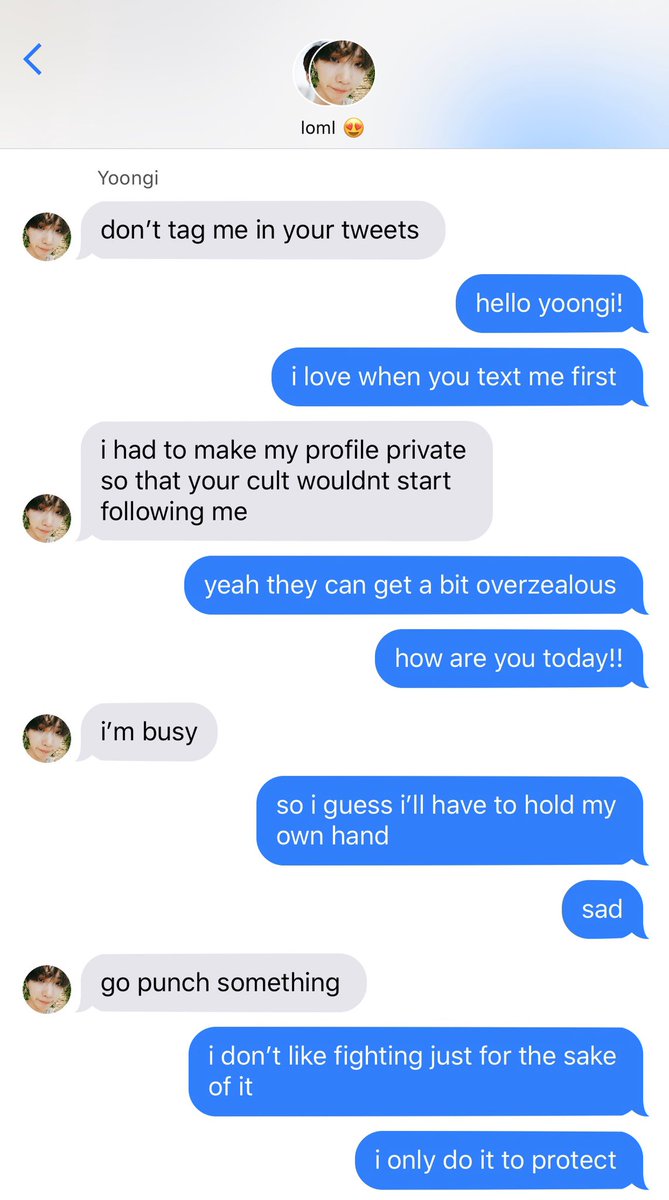 loml 😍
Yoongi
don’t tag me in your tweets
hello yoongi!
i love when you text me first
i had to make my profile private
so that your cult wouldnt start
following me
yeah they can get a bit overzealous
how are you today!!
i’m busy
so i guess i’ll have to hold my
own hand
sad
go punch something
i don’t like fighting just for the sake
of it
i only do it to protect